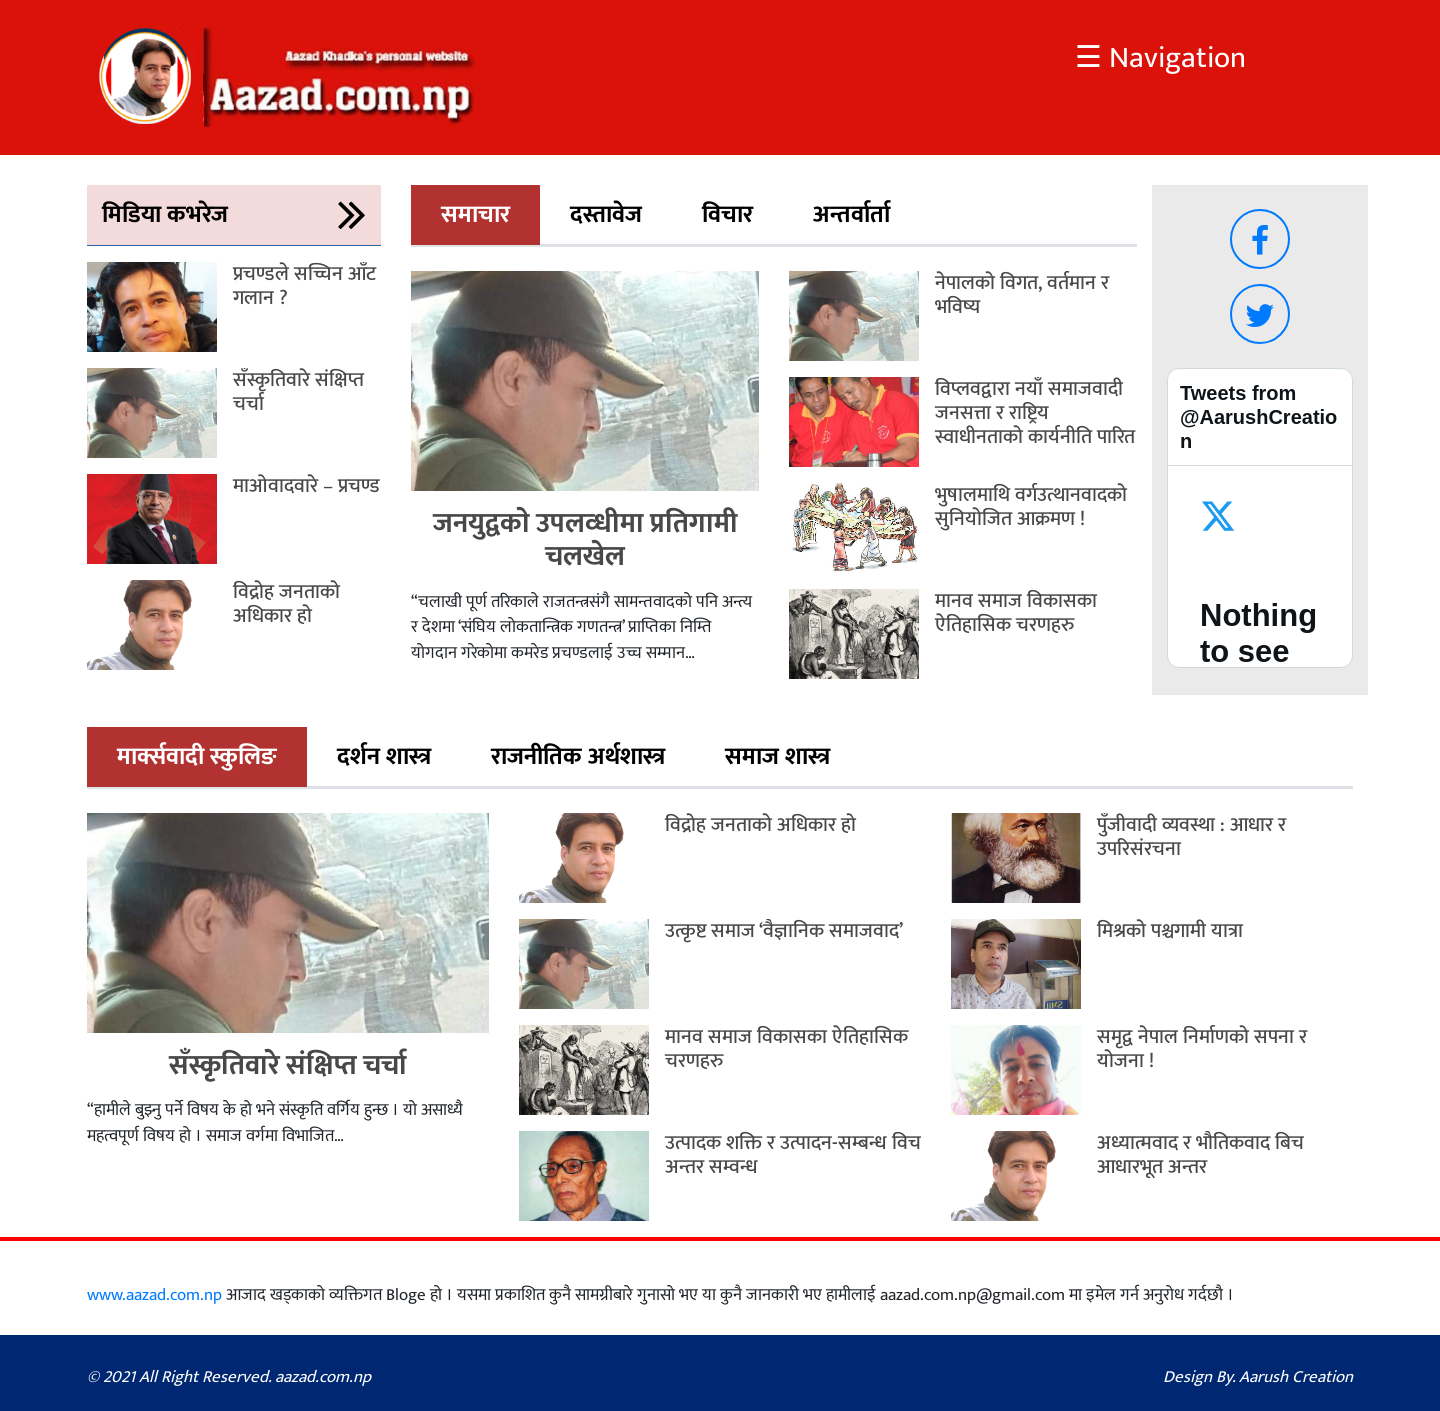 Aazad Khadka's personal website
Aazad.com.np
☰ Navigation
मिडिया कभरेज
प्रचण्डले सच्चिन आँट
गलान ?
सँस्कृतिवारे संक्षिप्त
चर्चा
माओवादवारे – प्रचण्ड
विद्रोह जनताको
अधिकार हो
समाचार दस्तावेज विचार अन्तर्वार्ता
जनयुद्वको उपलव्धीमा प्रतिगामी
चलखेल
“चलाखी पूर्ण तरिकाले राजतन्त्रसंगै सामन्तवादको पनि अन्त्य
र देशमा ‘संघिय लोकतान्त्रिक गणतन्त्र’ प्राप्तिका निम्ति
योगदान गरेकोमा कमरेड प्रचण्डलाई उच्च सम्मान...
नेपालको विगत, वर्तमान र
भविष्य
विप्लवद्वारा नयाँ समाजवादी
जनसत्ता र राष्ट्रिय
स्वाधीनताको कार्यनीति पारित
भुषालमाथि वर्गउत्थानवादको
सुनियोजित आक्रमण !
मानव समाज विकासका
ऐतिहासिक चरणहरु
Tweets from
@AarushCreatio
n
Nothing
to see
मार्क्सवादी स्कुलिङ दर्शन शास्त्र राजनीतिक अर्थशास्त्र समाज शास्त्र
सँस्कृतिवारे संक्षिप्त चर्चा
“हामीले बुझ्नु पर्ने विषय के हो भने संस्कृति वर्गिय हुन्छ । यो असाध्यै
महत्वपूर्ण विषय हो । समाज वर्गमा विभाजित...
विद्रोह जनताको अधिकार हो
उत्कृष्ट समाज ‘वैज्ञानिक समाजवाद’
मानव समाज विकासका ऐतिहासिक
चरणहरु
उत्पादक शक्ति र उत्पादन-सम्बन्ध विच
अन्तर सम्वन्ध
पुँजीवादी व्यवस्था : आधार र
उपरिसंरचना
मिश्रको पश्चगामी यात्रा
समृद्व नेपाल निर्माणको सपना र
योजना !
अध्यात्मवाद र भौतिकवाद बिच
आधारभूत अन्तर
www.aazad.com.np आजाद खड्काको व्यक्तिगत Bloge हो । यसमा प्रकाशित कुनै सामग्रीबारे गुनासो भए या कुनै जानकारी भए हामीलाई aazad.com.np@gmail.com मा इमेल गर्न अनुरोध गर्दछौ ।
© 2021 All Right Reserved. aazad.com.np
Design By. Aarush Creation